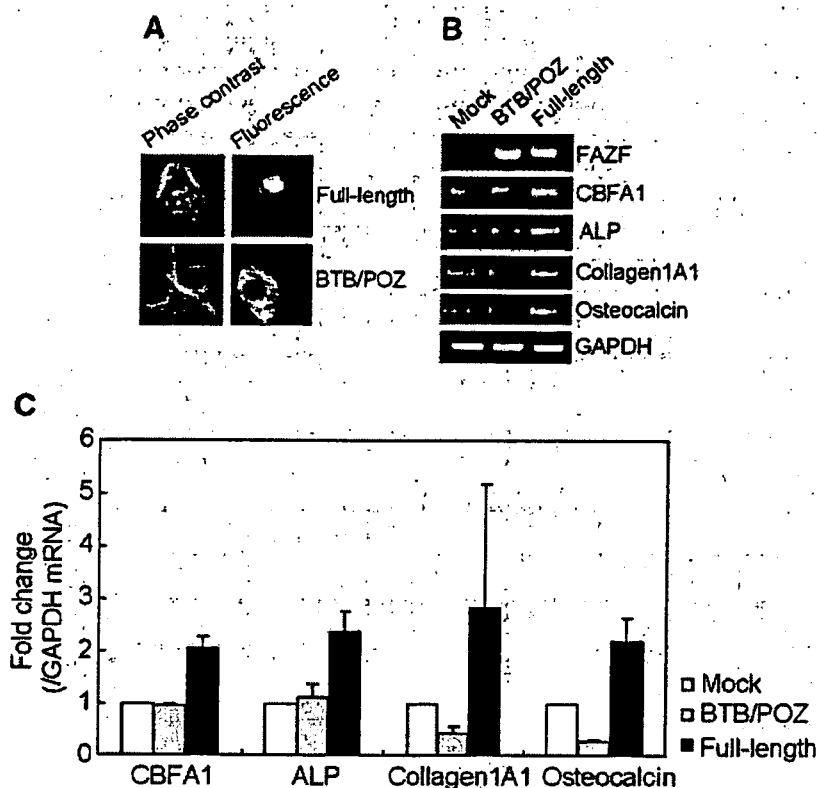 A
Phase contrast
Fluorescence
Full-length
BTB/POZ
B
Mock
BTB/POZ
Full-length
FAZF
CBFA1
ALP
Collagen1A1
Osteocalcin
GAPDH
C
Fold change
(/GAPDH mRNA)
6
5
4
3
2
1
0
CBFA1
ALP
Collagen1A1
Osteocalcin
Mock
BTB/POZ
Full-length